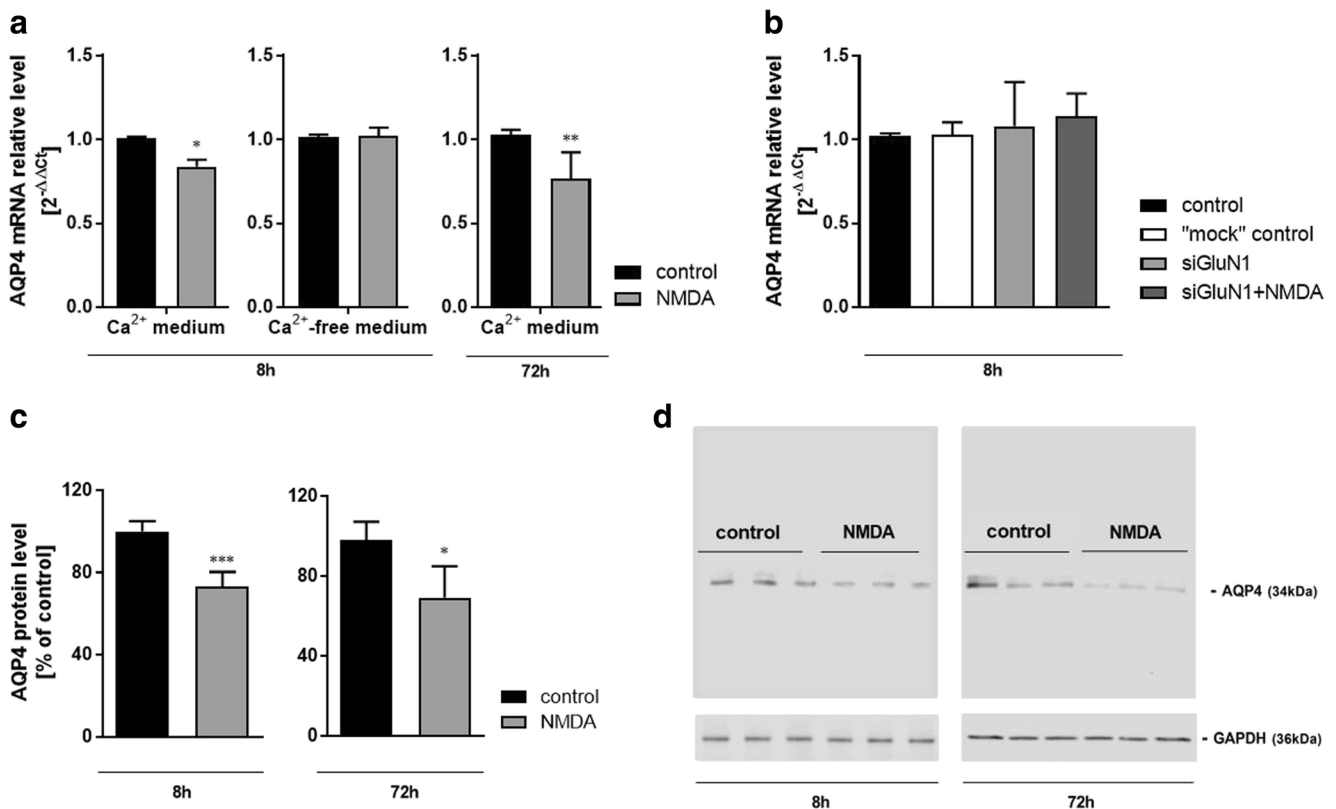 a
AQP4 mRNA relative level
[2^-ΔΔCt]
1.5
1.0
0.5
0.0
*
Ca2+ medium
1.5
1.0
0.5
0.0
Ca2+-free medium
8h
1.5
1.0
0.5
0.0
**
Ca2+ medium
72h
control
NMDA
b
AQP4 mRNA relative level
[2^-ΔΔCt]
1.5
1.0
0.5
0.0
8h
control
"mock" control
siGluN1
siGluN1+NMDA
c
AQP4 protein level
[% of control]
120
80
40
0
***
8h
120
80
40
0
*
72h
control
NMDA
d
control NMDA
control NMDA
- AQP4 (34kDa)
- GAPDH (36kDa)
8h
72h